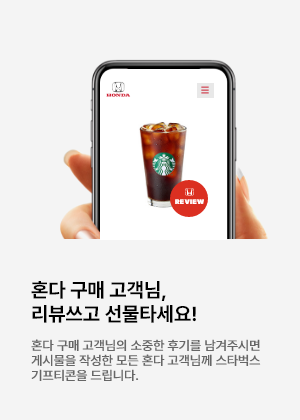 HONDA
REVIEW
혼다 구매 고객님,
리뷰쓰고 선물타세요!
혼다 구매 고객님의 소중한 후기를 남겨주시면
게시물을 작성한 모든 혼다 고객님께 스타벅스
기프티콘을 드립니다.